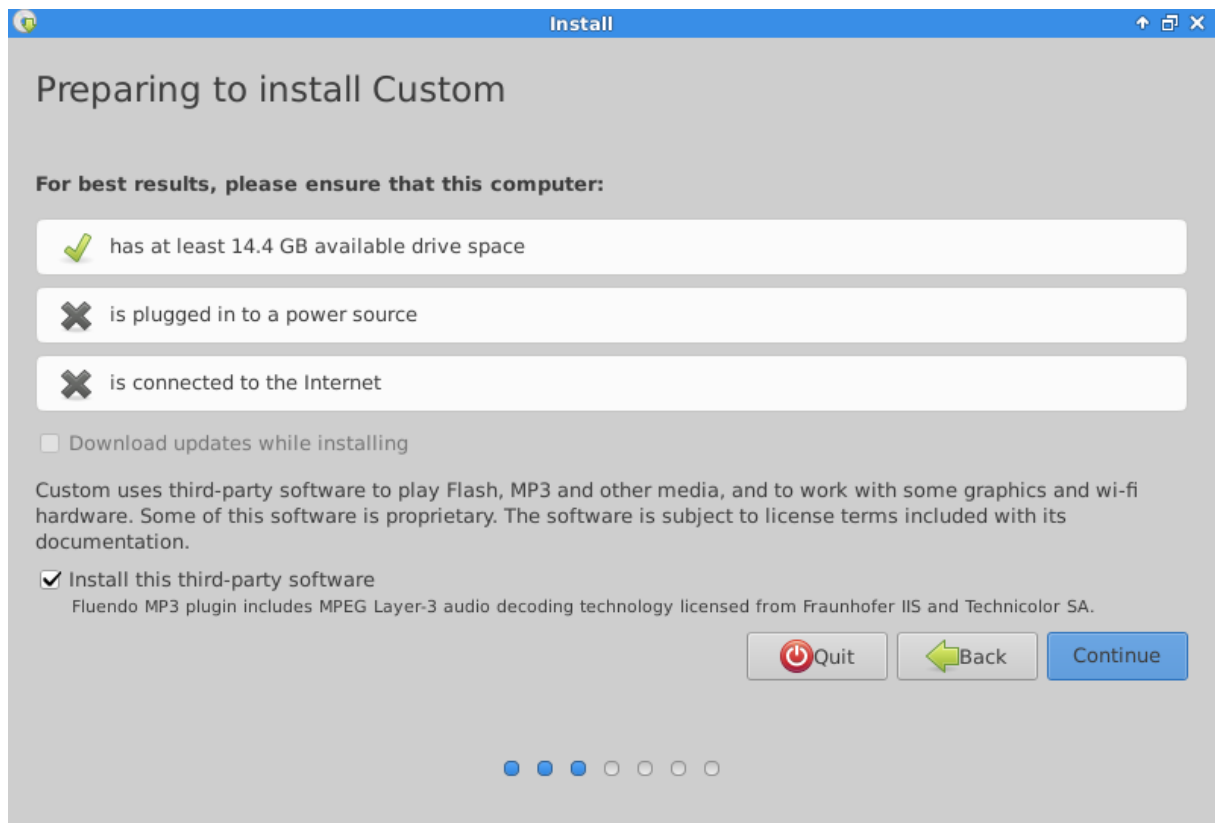 Install
Preparing to install Custom
For best results, please ensure that this computer:
has at least 14.4 GB available drive space
is plugged in to a power source
is connected to the Internet
Download updates while installing
Custom uses third-party software to play Flash, MP3 and other media, and to work with some graphics and wi-fi
hardware. Some of this software is proprietary. The software is subject to license terms included with its
documentation.
Install this third-party software
Fluendo MP3 plugin includes MPEG Layer-3 audio decoding technology licensed from Fraunhofer IIS and Technicolor SA.
Quit Back Continue